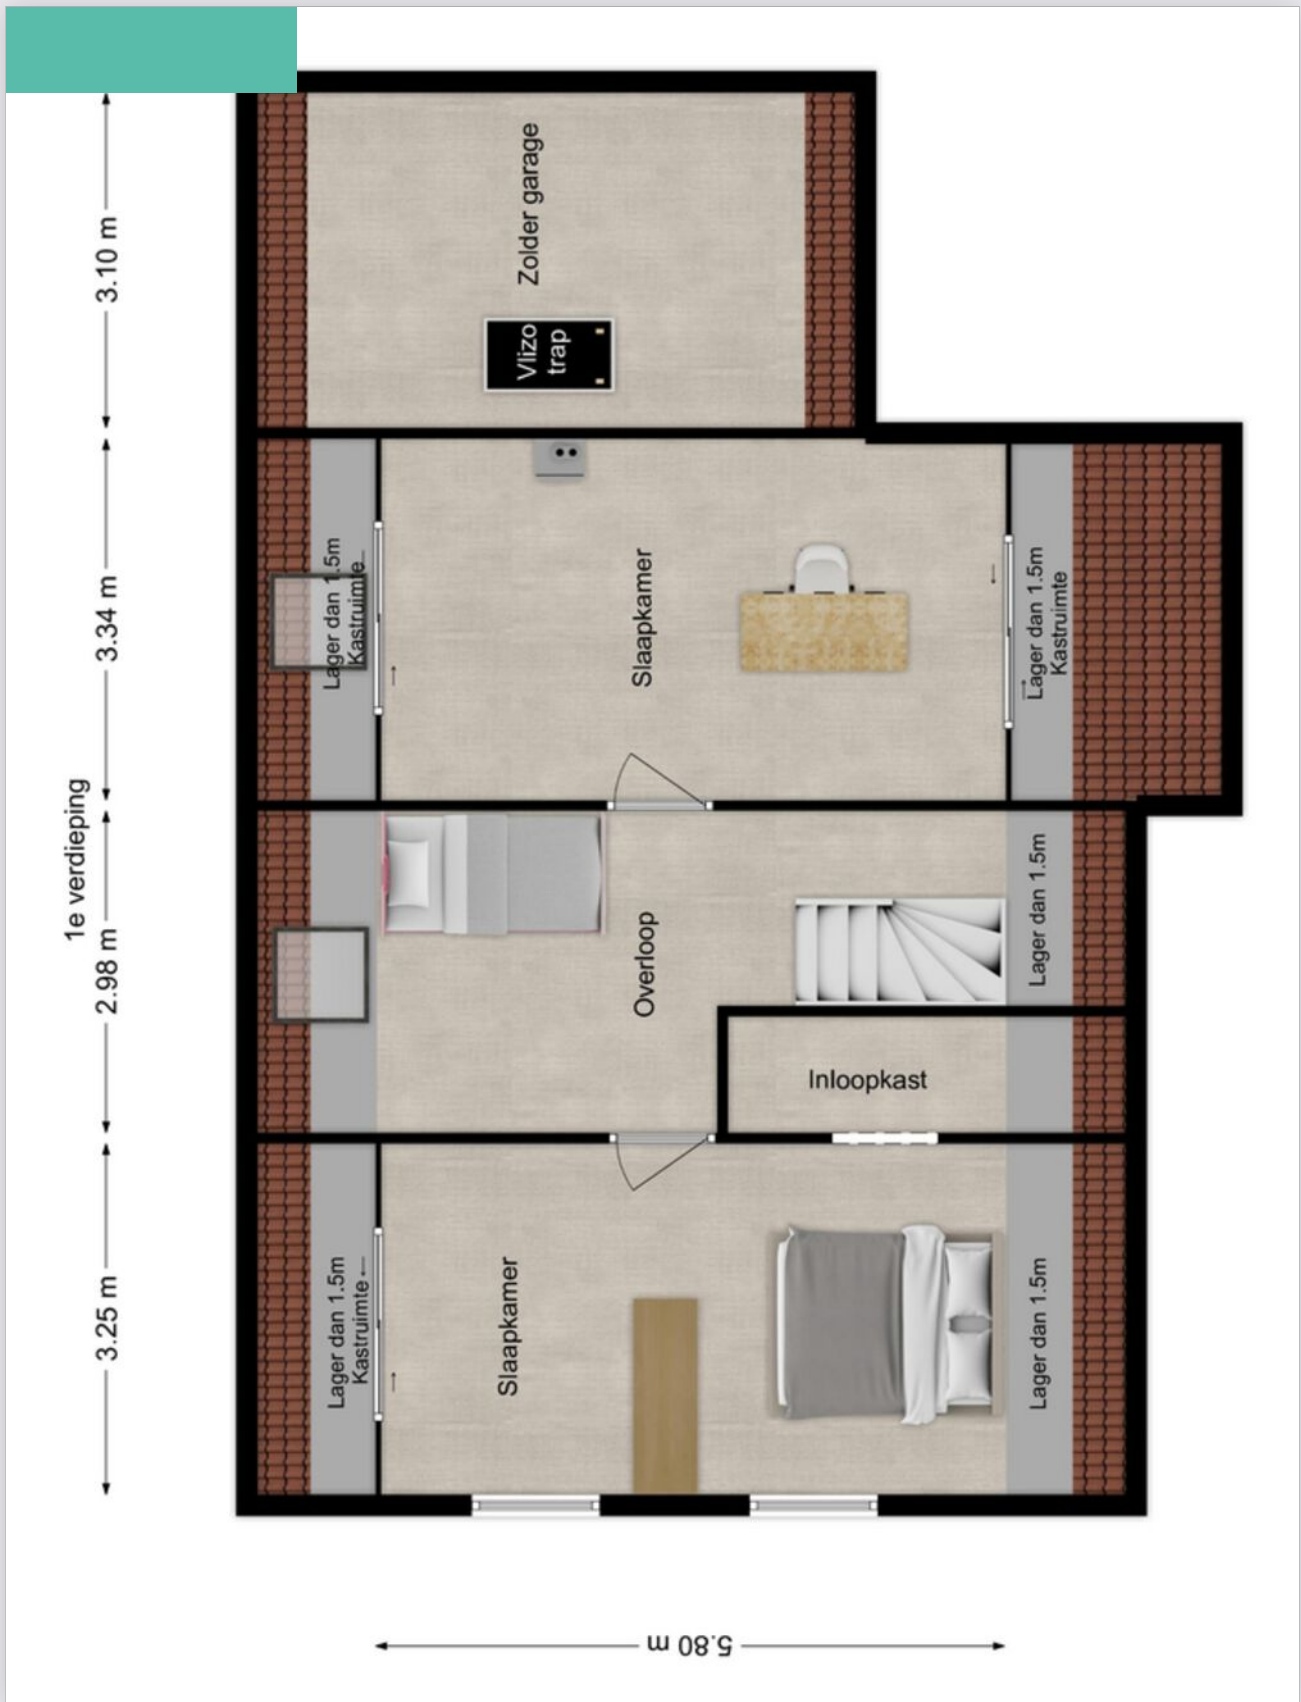 Zolder garage
Vlizo
trap
3.10 m
Lager dan 1.5m
Kastruimte
Slaapkamer
Lager dan 1.5m
Kastruimte
3.34 m
1e verdieping
Overloop
Lager dan 1.5m
2.98 m
Inloopkast
Lager dan 1.5m
Kastruimte
Slaapkamer
Lager dan 1.5m
3.25 m
5.80 m